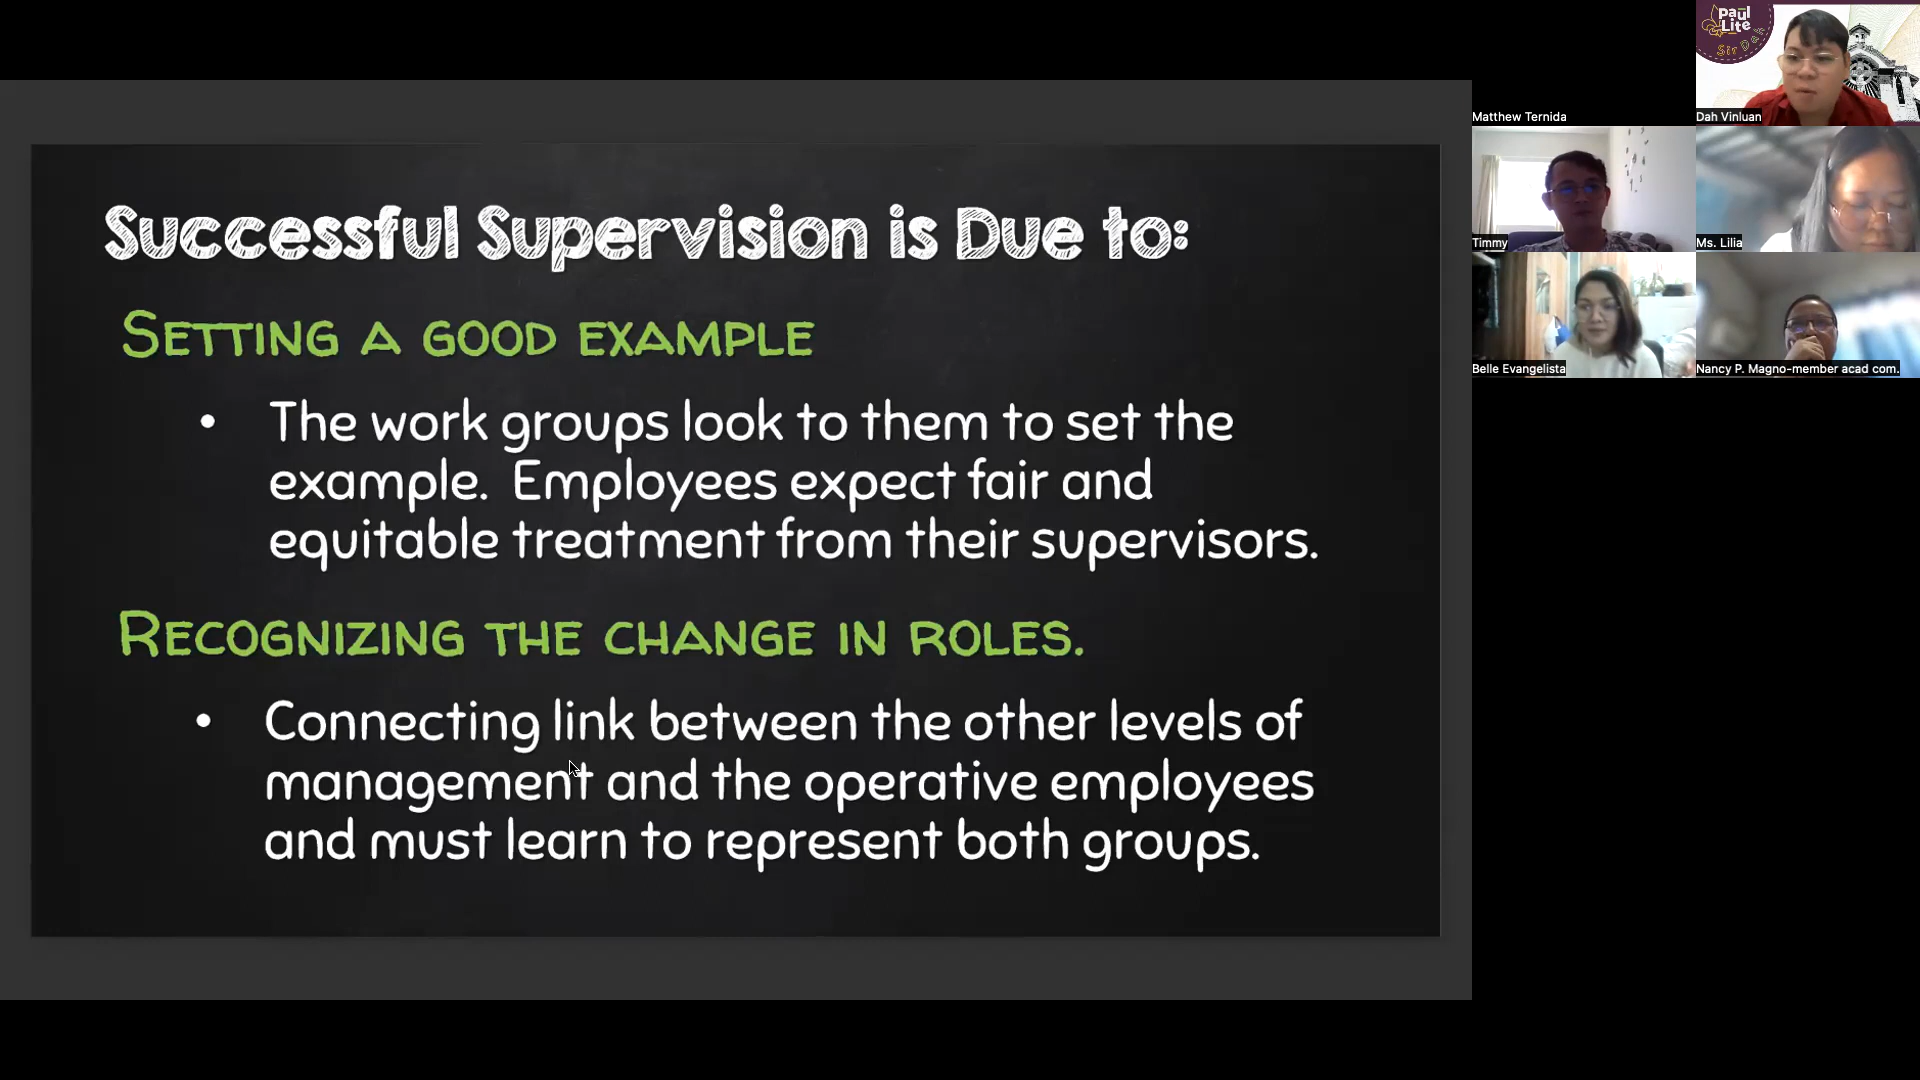 Successful Supervision is Due to:
SETTING A GOOD EXAMPLE
• The work groups look to them to set the
example. Employees expect fair and
equitable treatment from their supervisors.
RECOGNIZING THE CHANGE IN ROLES.
• Connecting link between the other levels of
management and the operative employees
and must learn to represent both groups.
Paul
Lite
Sir Dah
Matthew Ternida
Dah Vinluan
Timmy
Ms. Lilia
Belle Evangelista
Nancy P. Magno-member acad com.